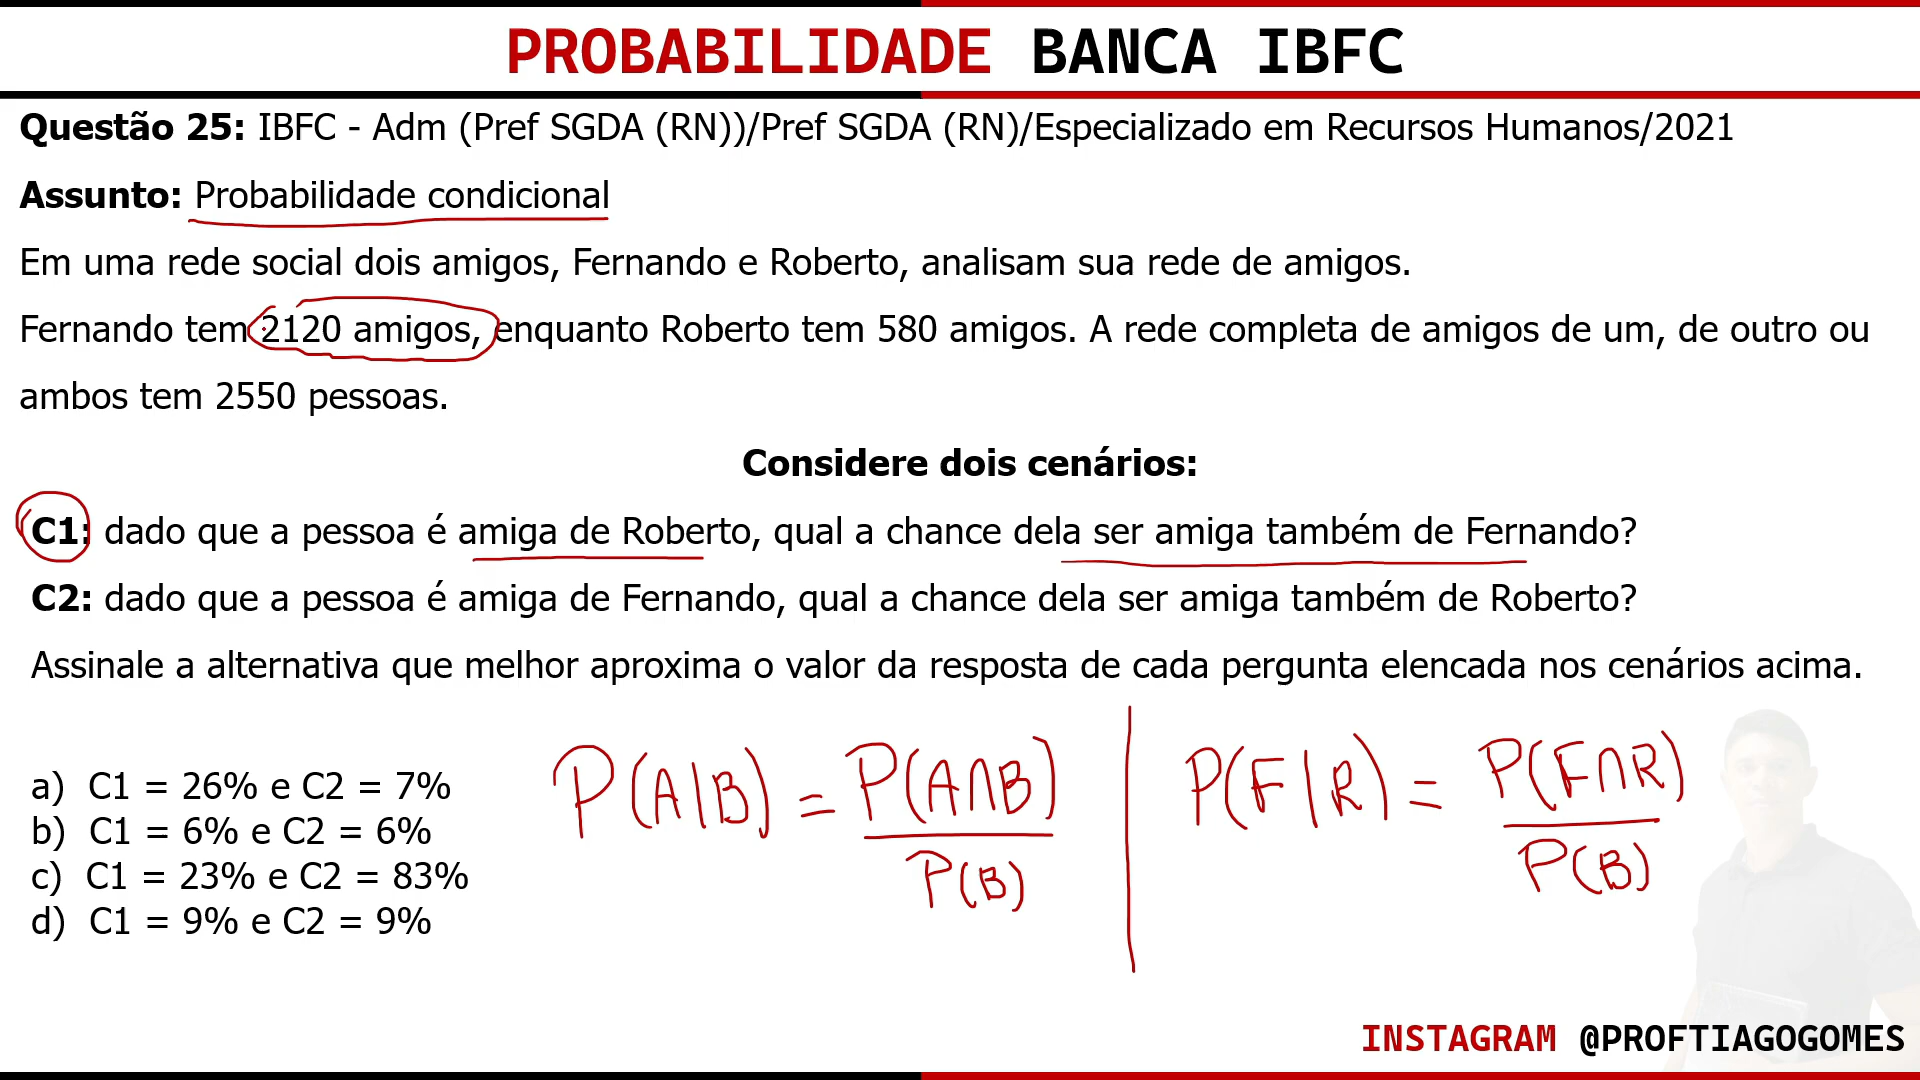 PROBABILIDADE BANCA IBFC
Questão 25: IBFC - Adm (Pref SGDA (RN))/Pref SGDA (RN)/Especializado em Recursos Humanos/2021
Assunto: Probabilidade condicional
Em uma rede social dois amigos, Fernando e Roberto, analisam sua rede de amigos.
Fernando tem 2120 amigos, enquanto Roberto tem 580 amigos. A rede completa de amigos de um, de outro ou
ambos tem 2550 pessoas.
Considere dois cenários:
C1: dado que a pessoa é amiga de Roberto, qual a chance dela ser amiga também de Fernando?
C2: dado que a pessoa é amiga de Fernando, qual a chance dela ser amiga também de Roberto?
Assinale a alternativa que melhor aproxima o valor da resposta de cada pergunta elencada nos cenários acima.
a) C1 = 26% e C2 = 7%
b) C1 = 6% e C2 = 6%
c) C1 = 23% e C2 = 83%
d) C1 = 9% e C2 = 9%
P(A|B) = P(A∩B)
P(B)
P(F|R) = P(F∩R)
P(B)
INSTAGRAM @PROFTIAGOGOMES